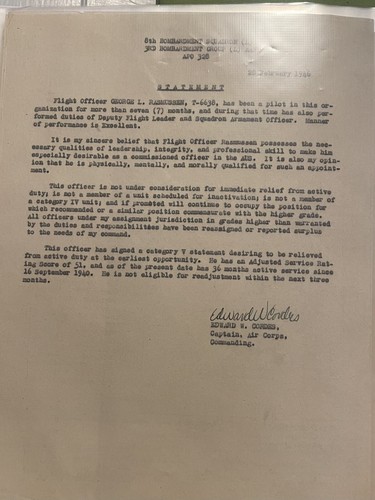 8th BOMBARDMENT SQUADRON (L
3RD BOMBARDMENT GROUP (L
APO 328
February 1946
STATEMENT
Flight Officer GEORGE L. RASMUSSEN, T-6638, has been a pilot in this or-
ganization for more than seven (7) months, and during that time has also per-
formed duties of Deputy Flight Leader and Squadron Armament Officer. Manner
of performance is Excellent.
It is my sincere belief that Flight Officer Rasmussen possesses the nec-
essary qualities of leadership, integrity, and professional skill to make him
especially desirable as a commissioned officer in the AUS. It is also my opin-
ion that he is physically, mentally, and morally qualified for such an appoint-
ment.
This officer is not under consideration for immediate relief from active
duty; is not a member of a unit scheduled for inactivation; is not a member of
a category IV unit; and if promoted will continue to occupy the position for
which recommended or a similar position commensurate with the higher grade.
All officers under my assignment jurisdiction in grades higher than warranted
by the duties and responsibilities have been reassigned or reported surplus
to the needs of my command.
This officer has signed a category V statement desiring to be relieved
from active duty at the earliest opportunity. He has an Adjusted Service Rat-
ing Score of 51, and as of the present date has 36 months active service since
16 September 1940. He is not eligible for readjustment within the next three
months.
Edward W Cordes
EDWARD W. CORDES,
Captain, Air Corps,
Commanding.